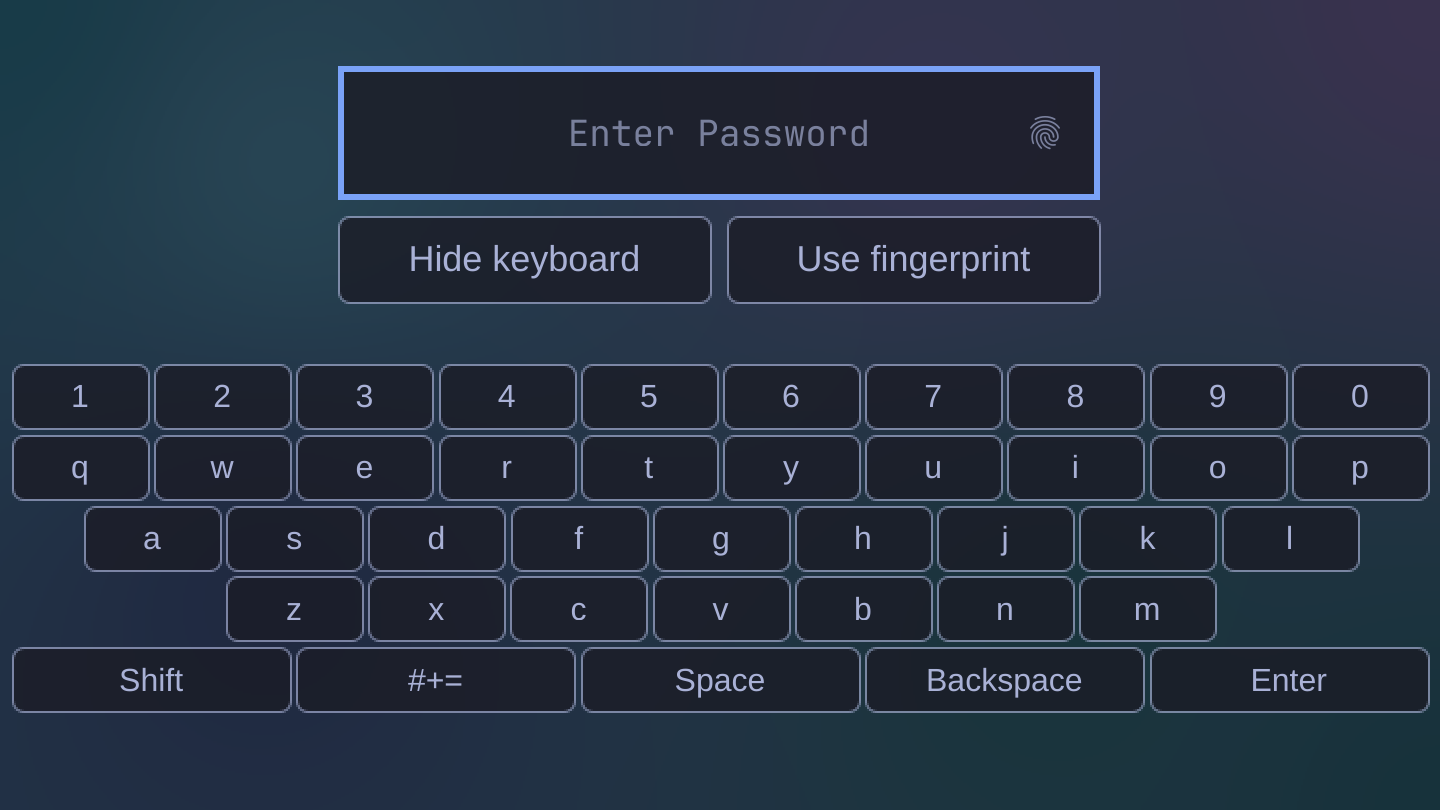 Enter Password
Hide keyboard Use fingerprint
1 2 3 4 5 6 7 8 9 0
q w e r t y u i o p
a s d f g h j k l
z x c v b n m
Shift #+= Space Backspace Enter